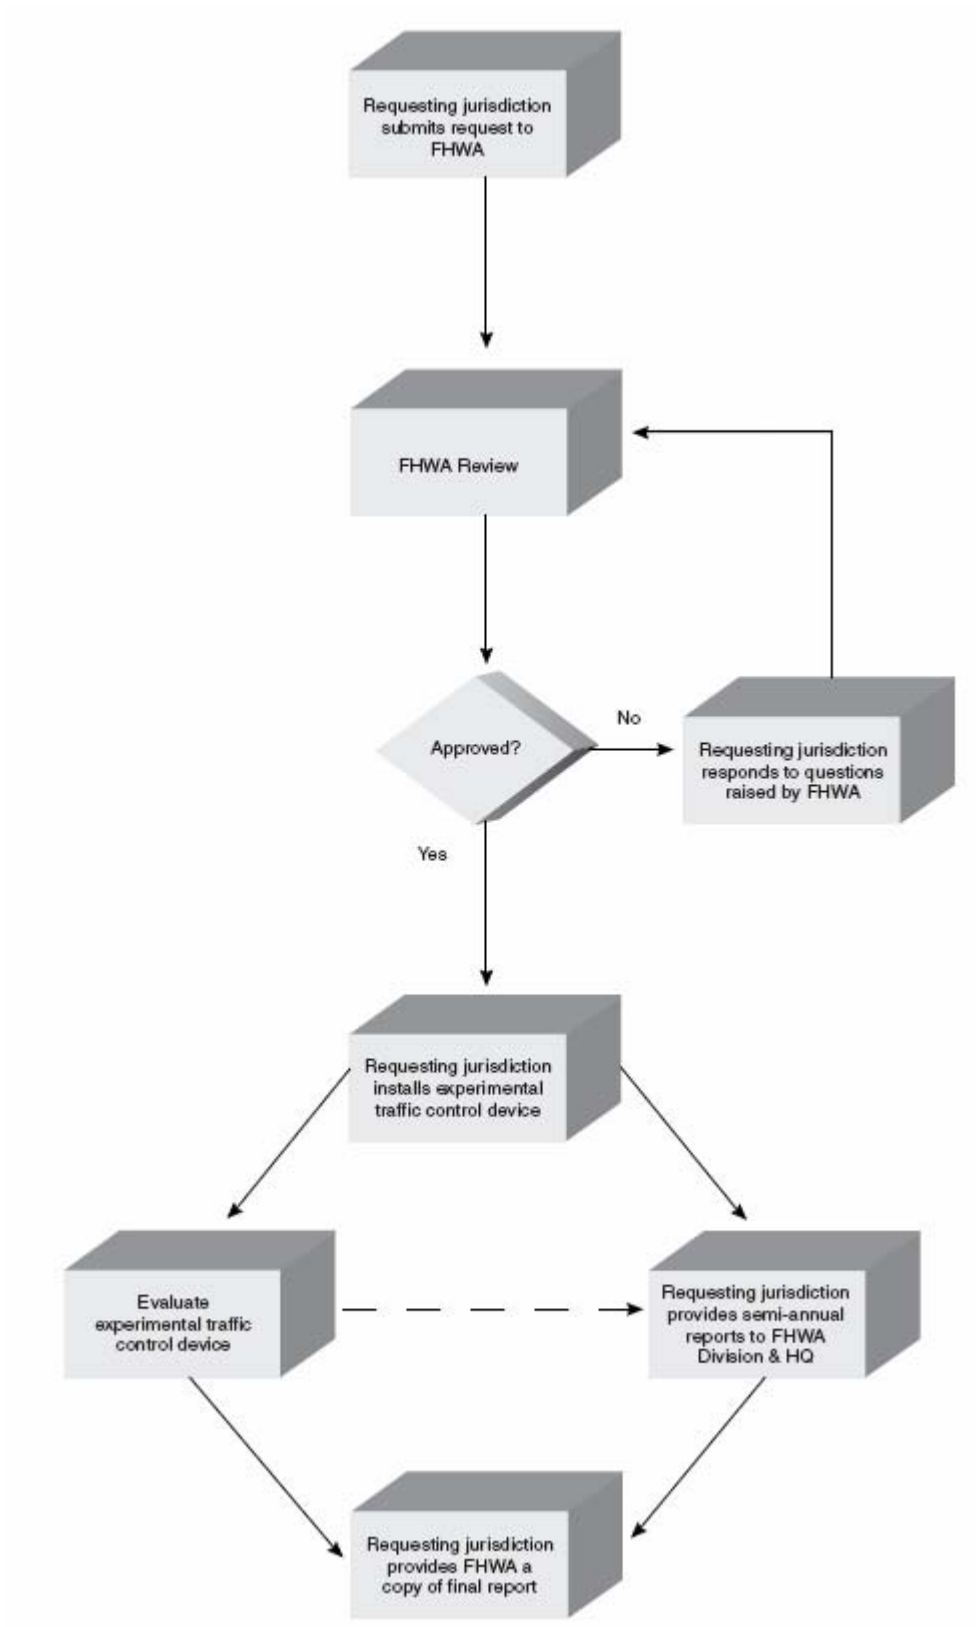 Requesting jurisdiction
submits request to
FHWA
FHWA Review
Approved?
No
Requesting jurisdiction
responds to questions
raised by FHWA
Yes
Requesting jurisdiction
installs experimental
traffic control device
Evaluate
experimental traffic
control device
Requesting jurisdiction
provides semi-annual
reports to FHWA
Division & HQ
Requesting jurisdiction
provides FHWA a
copy of final report